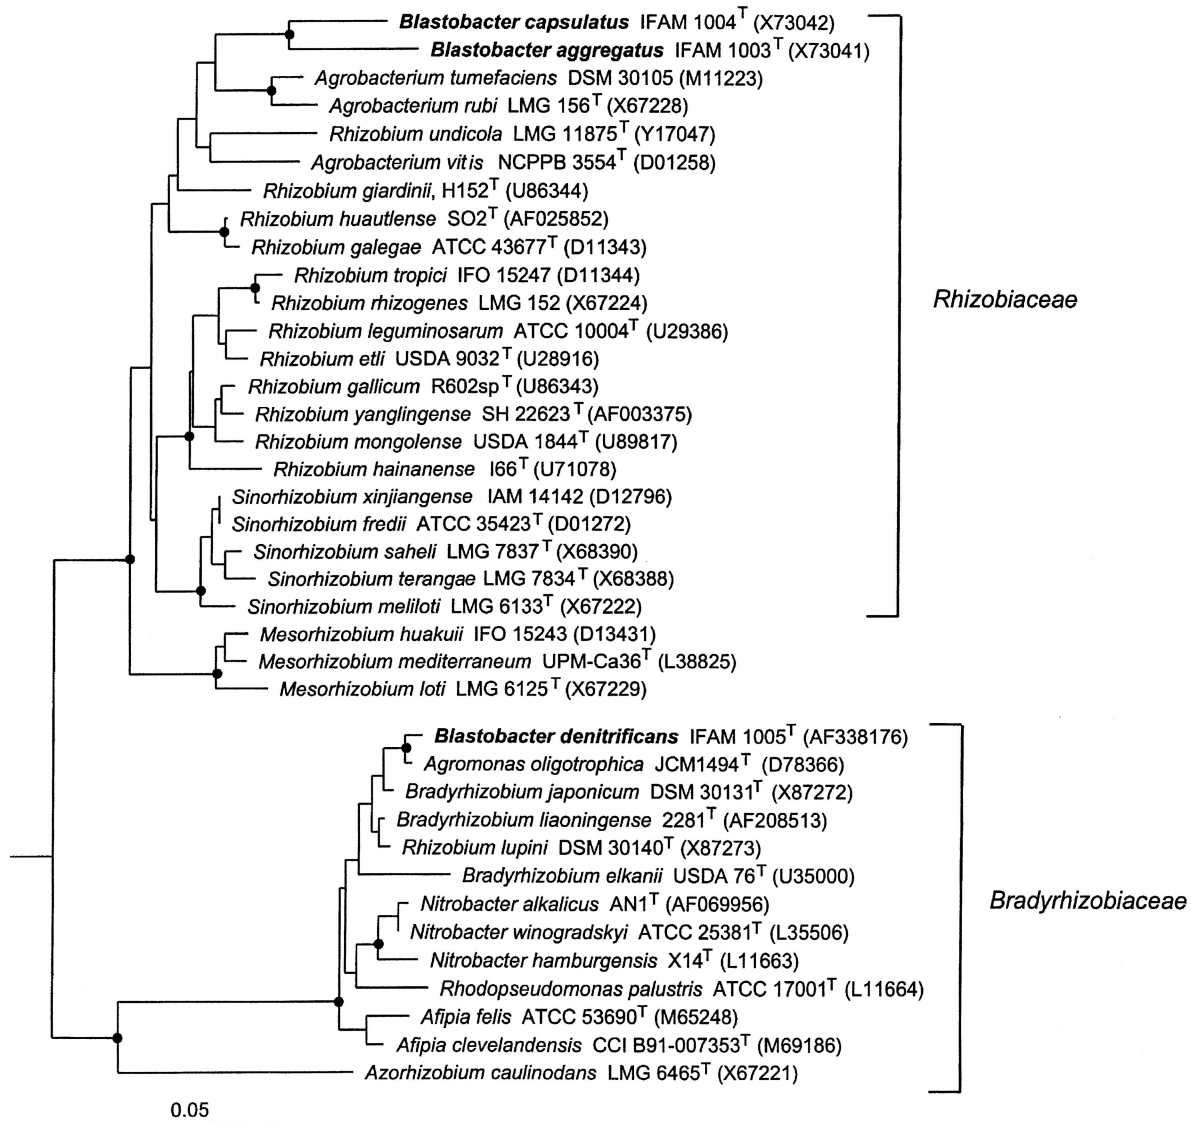 Blastobacter capsulatus IFAM 1004T (X73042)
Blastobacter aggregatus IFAM 1003T (X73041)
Agrobacterium tumefaciens DSM 30105 (M11223)
Agrobacterium rubi LMG 156T (X67228)
Rhizobium undicola LMG 11875T (Y17047)
Agrobacterium vitis NCPPB 3554T (D01258)
Rhizobium giardinii, H152T (U86344)
Rhizobium huautlense SO2T (AF025852)
Rhizobium galegae ATCC 43677T (D11343)
Rhizobium tropici IFO 15247 (D11344)
Rhizobium rhizogenes LMG 152 (X67224)
Rhizobiaceae
Rhizobium leguminosarum ATCC 10004T (U29386)
Rhizobium etli USDA 9032T (U28916)
Rhizobium gallicum R602spT (U86343)
Rhizobium yanglingense SH 22623T (AF003375)
Rhizobium mongolense USDA 1844T (U89817)
Rhizobium hainanense I66T (U71078)
Sinorhizobium xinjiangense IAM 14142 (D12796)
Sinorhizobium fredii ATCC 35423T (D01272)
Sinorhizobium saheli LMG 7837T (X68390)
Sinorhizobium terangae LMG 7834T (X68388)
Sinorhizobium meliloti LMG 6133T (X67222)
Mesorhizobium huakuii IFO 15243 (D13431)
Mesorhizobium mediterraneum UPM-Ca36T (L38825)
Mesorhizobium loti LMG 6125T (X67229)
Blastobacter denitrificans IFAM 1005T (AF338176)
Agromonas oligotrophica JCM1494T (D78366)
Bradyrhizobium japonicum DSM 30131T (X87272)
Bradyrhizobium liaoningense 2281T (AF208513)
Rhizobium lupini DSM 30140T (X87273)
Bradyrhizobium elkanii USDA 76T (U35000)
Bradyrhizobiaceae
Nitrobacter alkalicus AN1T (AF069956)
Nitrobacter winogradskyi ATCC 25381T (L35506)
Nitrobacter hamburgensis X14T (L11663)
Rhodopseudomonas palustris ATCC 17001T (L11664)
Afipia felis ATCC 53690T (M65248)
Afipia clevelandensis CCI B91-007353T (M69186)
Azorhizobium caulinodans LMG 6465T (X67221)
0.05